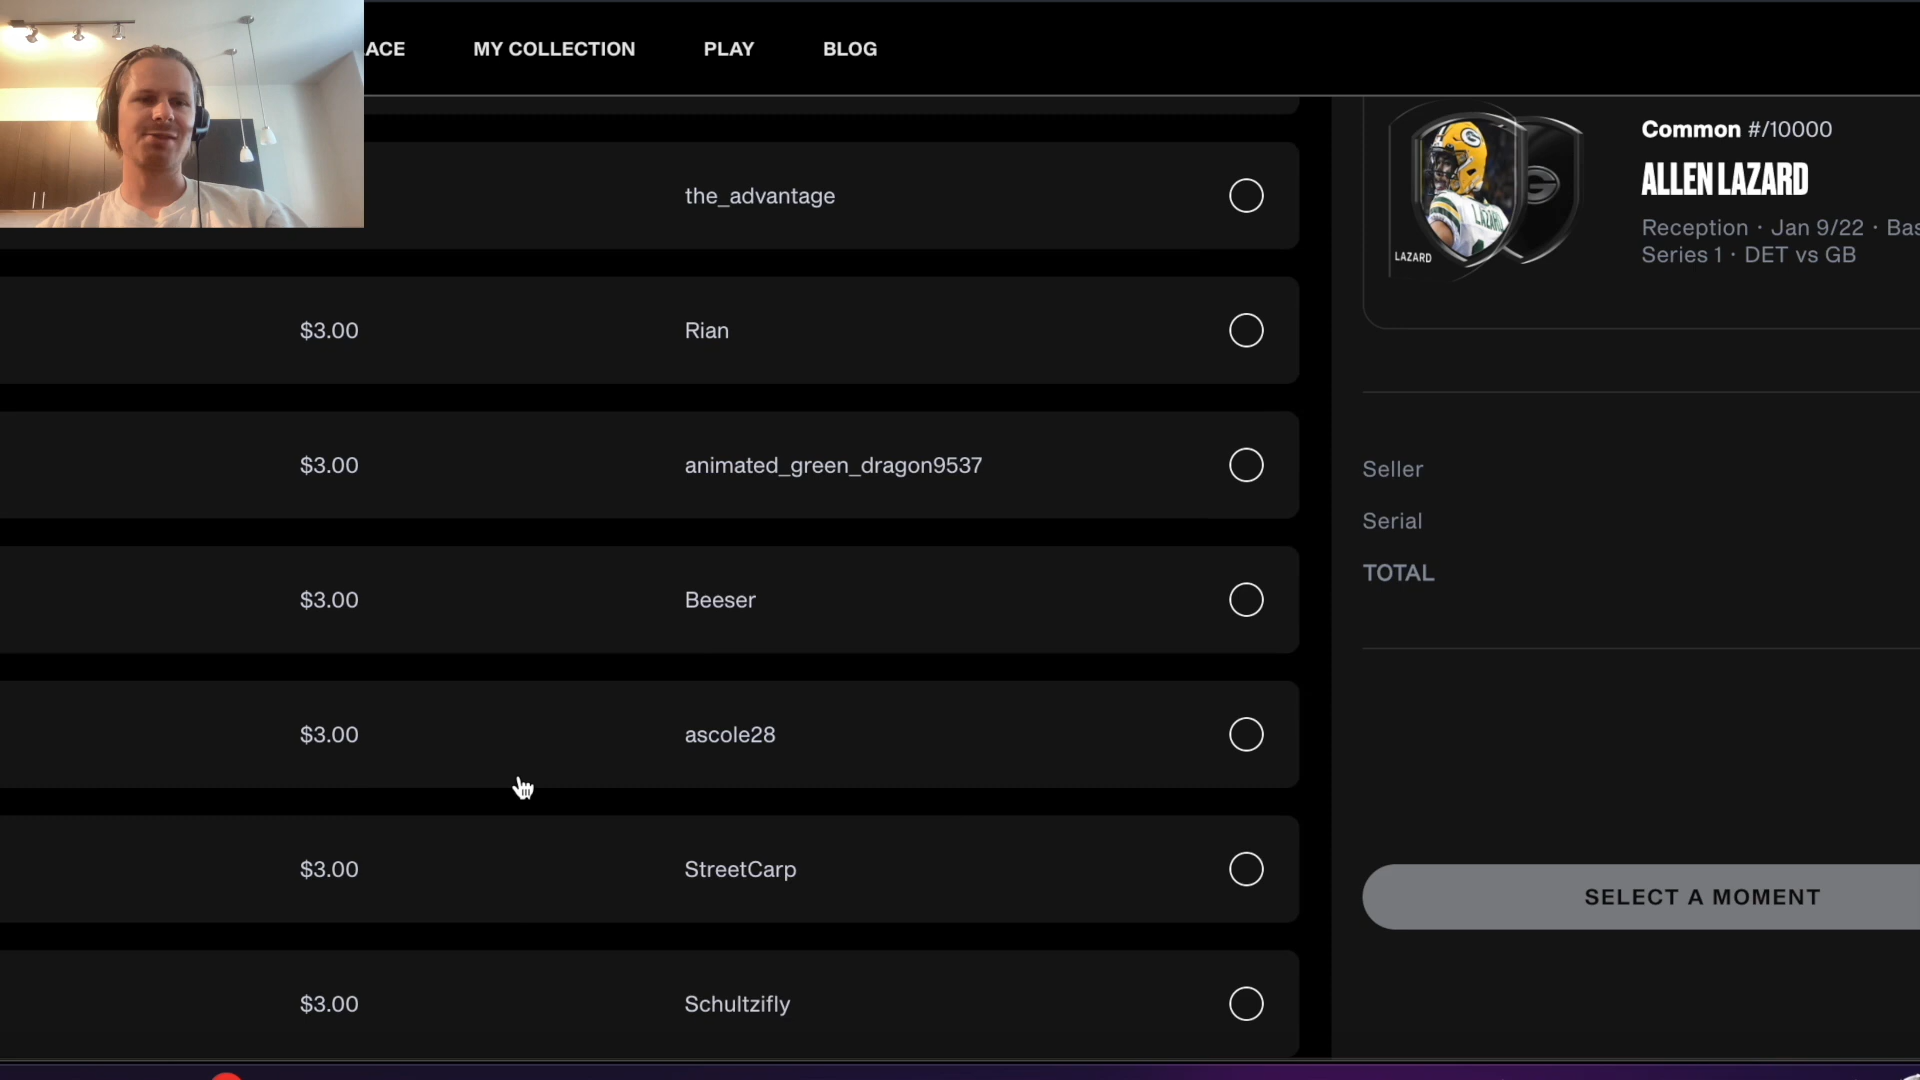 ACE
MY COLLECTION
PLAY
BLOG
the_advantage
$3.00
Rian
$3.00
animated_green_dragon9537
$3.00
Beeser
$3.00
ascole28
$3.00
StreetCarp
$3.00
Schultzifly
LAZARD
LAZARD
Common #/10000
ALLEN LAZARD
Reception · Jan 9/22 · Bas
Series 1 · DET vs GB
Seller
Serial
TOTAL
SELECT A MOMENT